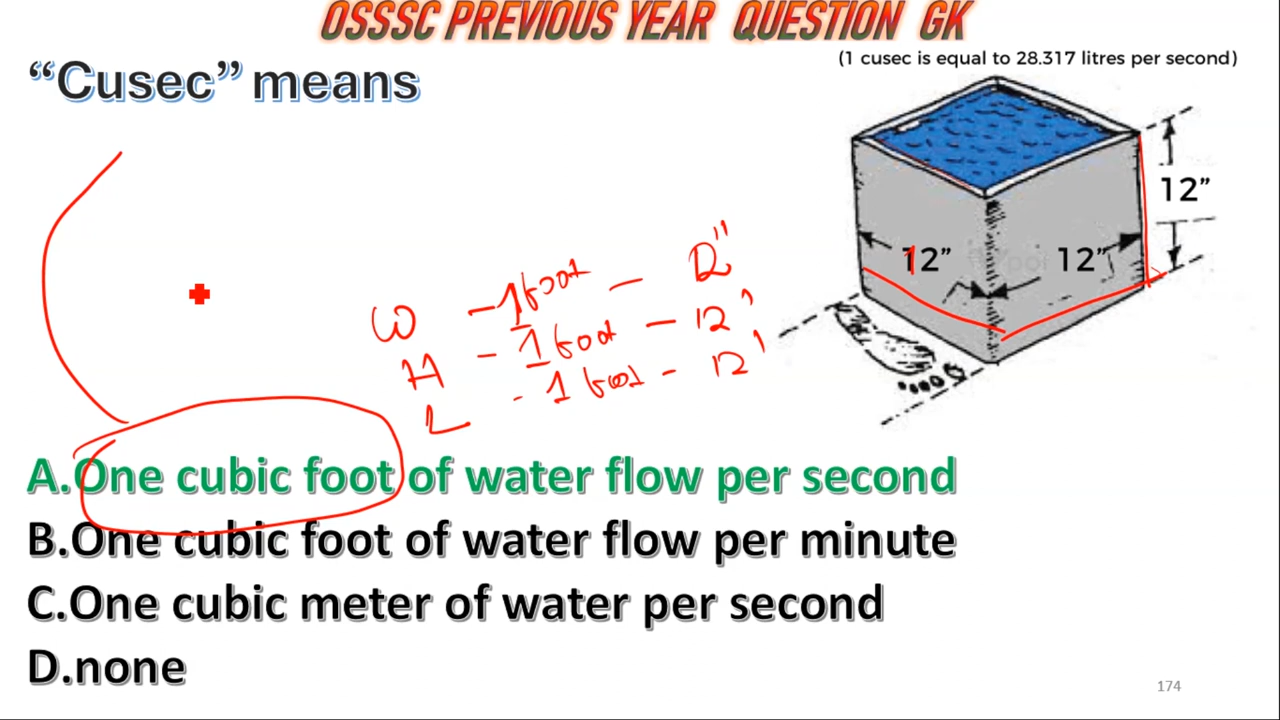 OSSSC PREVIOUS YEAR QUESTION GK
“Cusec” means
(1 cusec is equal to 28.317 litres per second)
12”
12”
12”
W - 1 foot - 12"
H - 1 foot - 12'
L - 1 foot - 12'
A.One cubic foot of water flow per second
B.One cubic foot of water flow per minute
C.One cubic meter of water per second
D.none
174